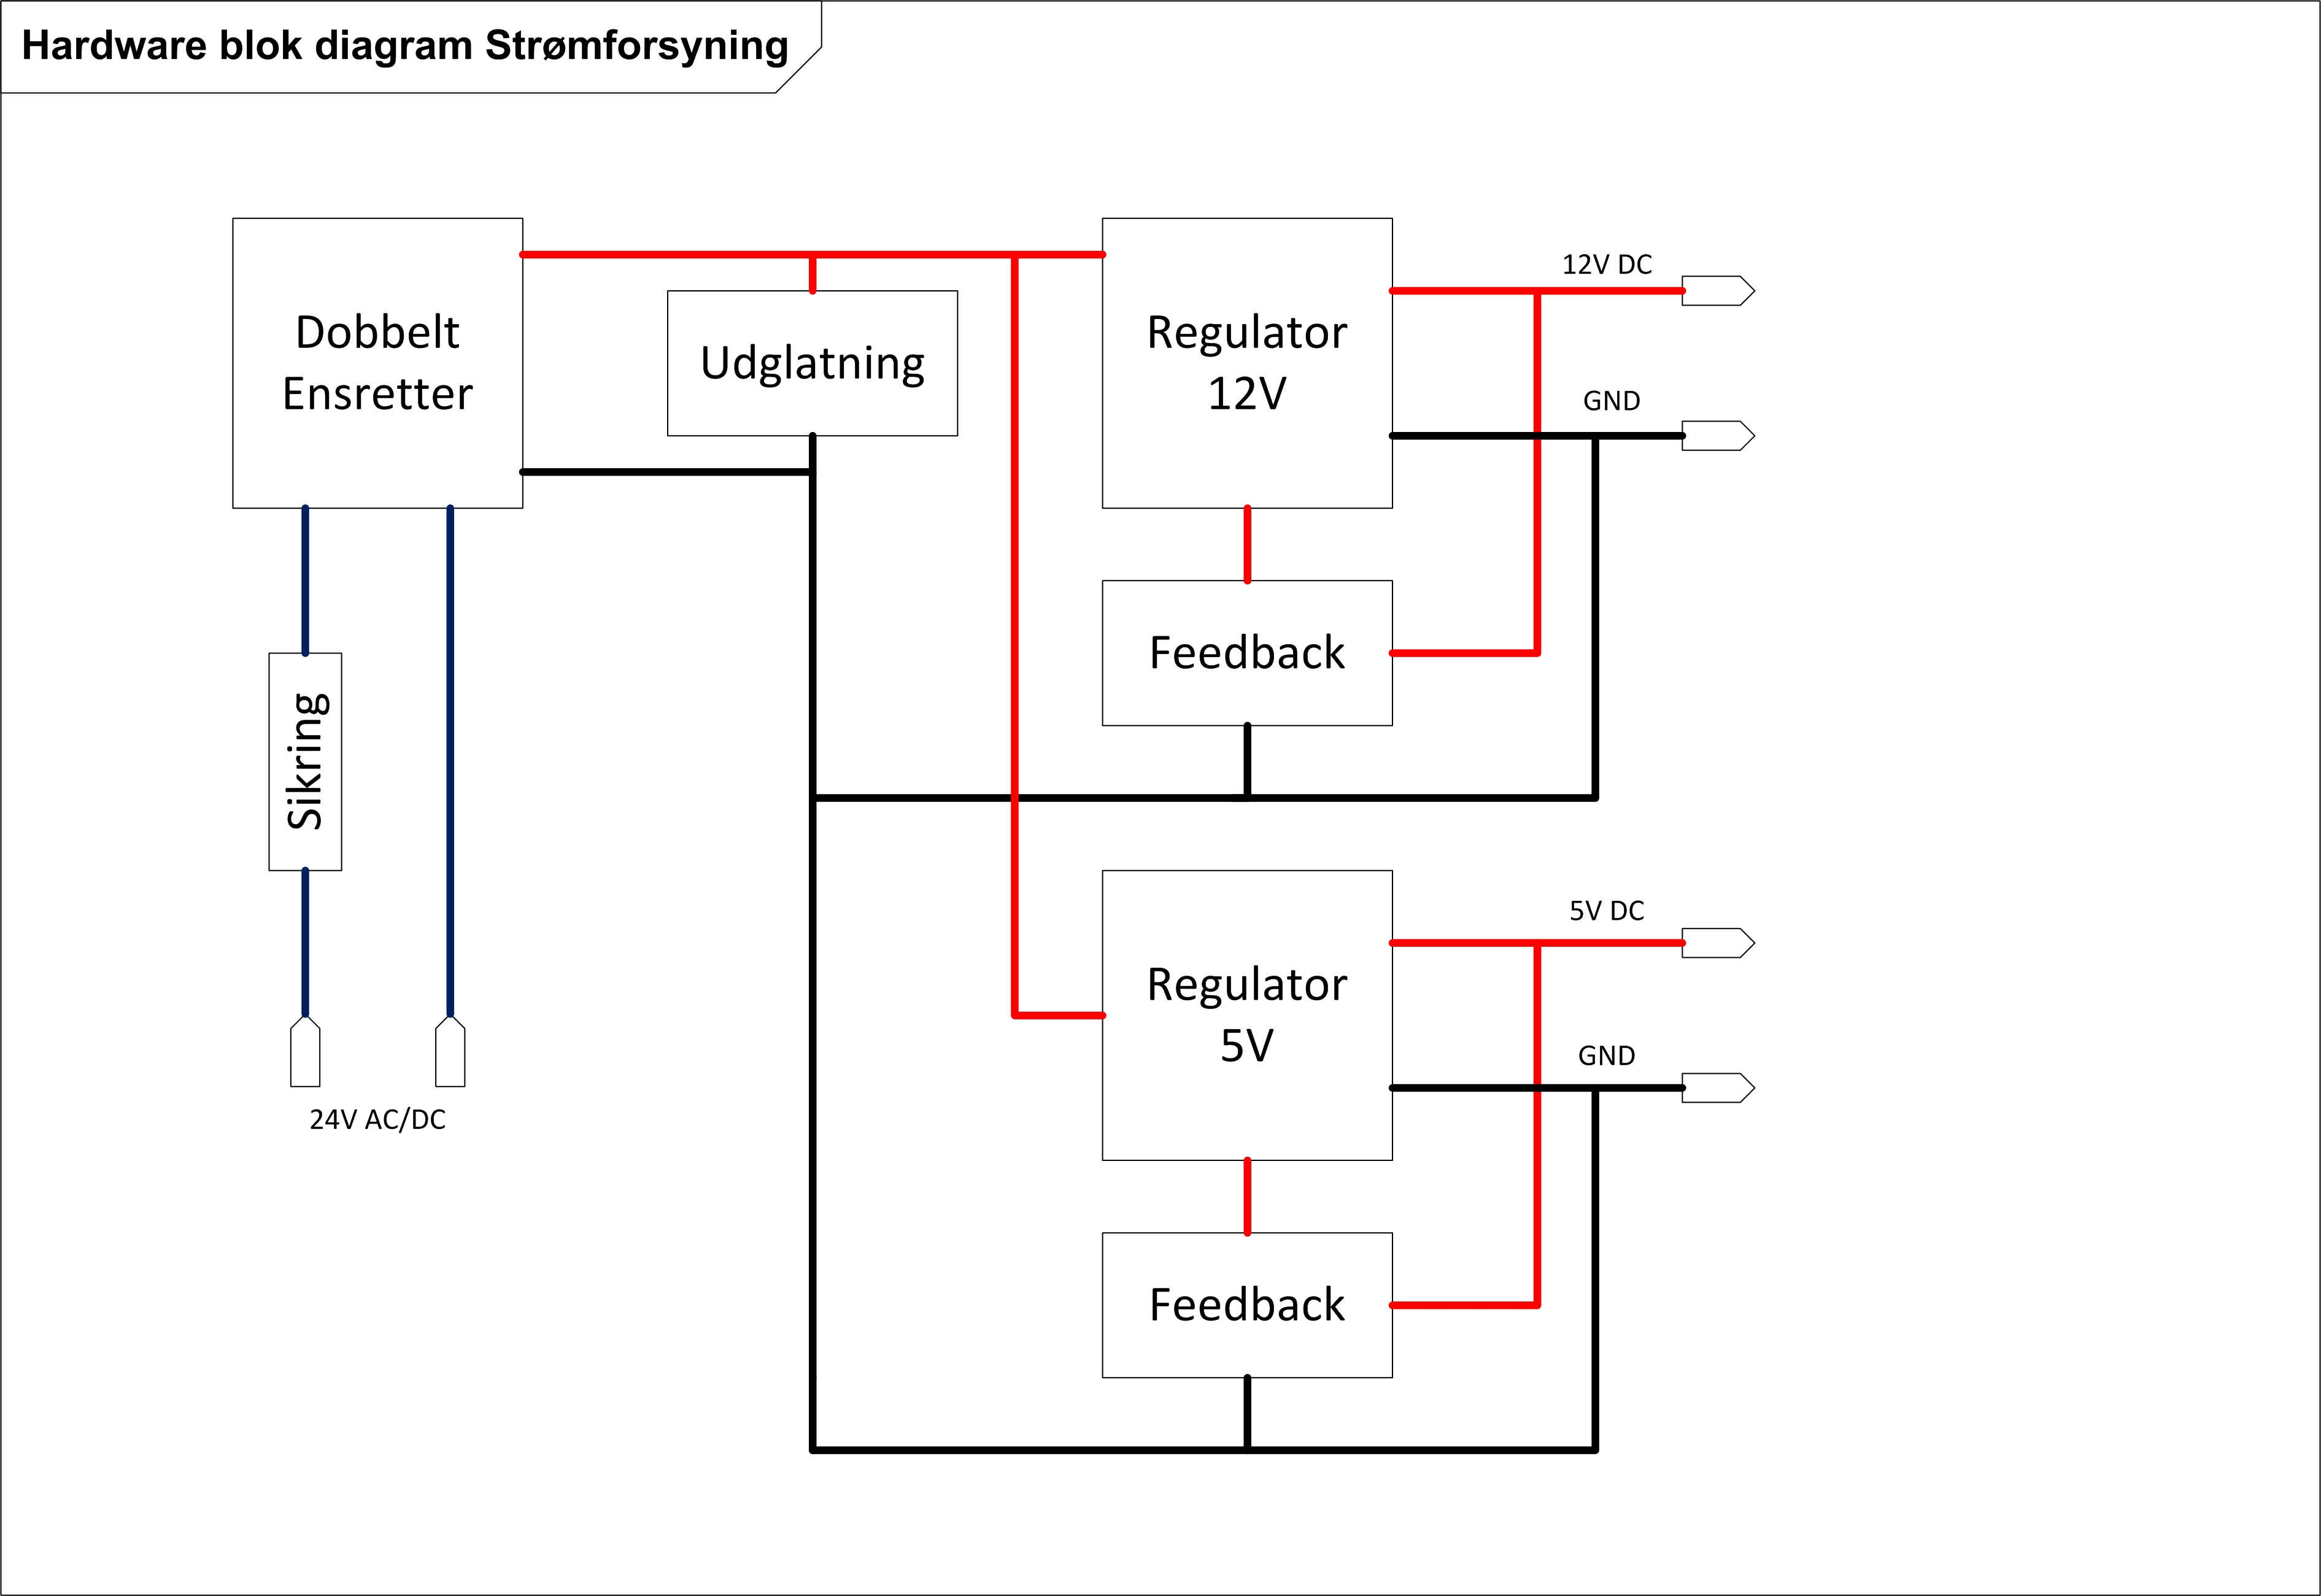 Hardware blok diagram Strømforsyning
Dobbelt
Ensretter
Udglatning
Regulator
12V
12V DC
GND
Feedback
Sikring
24V AC/DC
Regulator
5V
5V DC
GND
Feedback